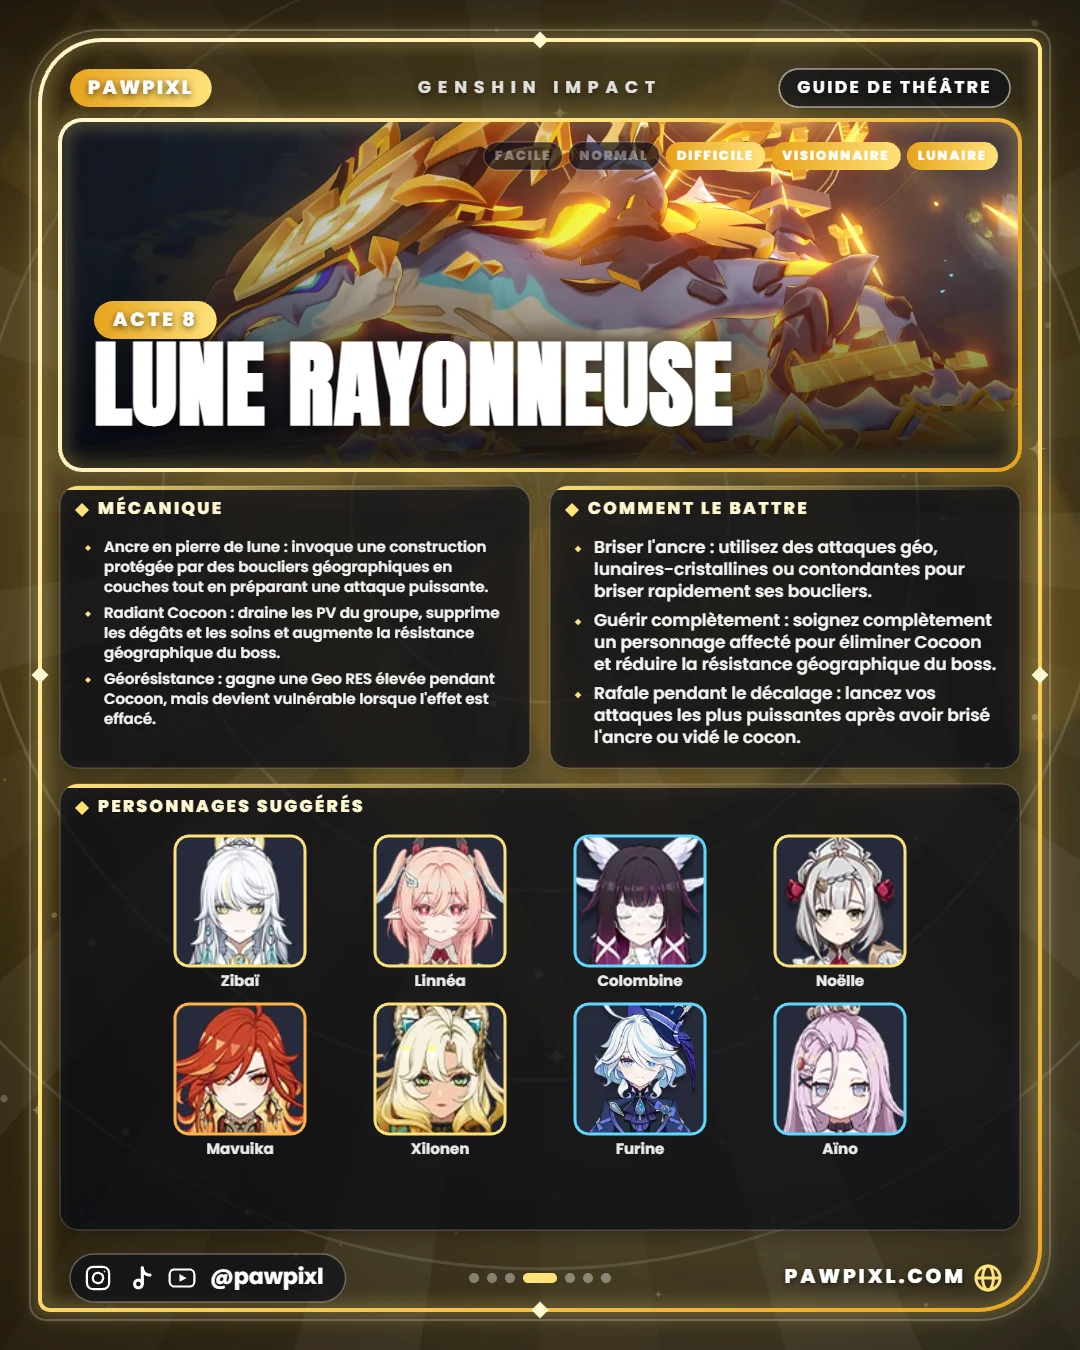 PAWPIXL
GENSHIN IMPACT
GUIDE DE THÉÂTRE
FACILE
NORMAL
DIFFICILE
VISIONNAIRE
LUNAIRE
ACTE 8
LUNE RAYONNEUSE
MÉCANIQUE
Ancre en pierre de lune : invoque une construction
protégée par des boucliers géographiques en
couches tout en préparant une attaque puissante.
Radiant Cocoon : draine les PV du groupe, supprime
les dégâts et les soins et augmente la résistance
géographique du boss.
Géorésistance : gagne une Geo RES élevée pendant
Cocoon, mais devient vulnérable lorsque l'effet est
effacé.
COMMENT LE BATTRE
Briser l'ancre : utilisez des attaques géo,
lunaires-cristallines ou contondantes pour
briser rapidement ses boucliers.
Guérir complètement : soignez complètement
un personnage affecté pour éliminer Cocoon
et réduire la résistance géographique du boss.
Rafale pendant le décalage : lancez vos
attaques les plus puissantes après avoir brisé
l'ancre ou vidé le cocon.
PERSONNAGES SUGGÉRÉS
Zibaï
Linnéa
Colombine
Noëlle
Mavuika
Xilonen
Furine
Aïno
@pawpixl
PAWPIXL.COM